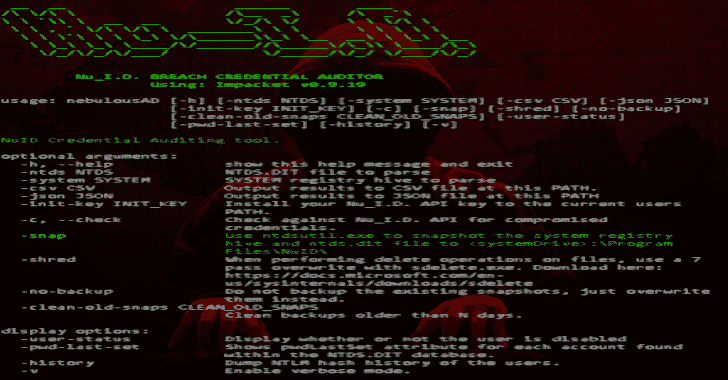 Nu_I.D. BREACH CREDENTIAL AUDITOR
Using: Impacket v0.9.19
usage: nebulousAD [-h] [-ntds NTDS] [-system SYSTEM] [-csv CSV] [-json JSON]
[-init-key INIT_KEY] [-c] [-snap] [-shred] [-no-backup]
[-clean-old-snaps CLEAN_OLD_SNAPS] [-user-status]
[-pwd-last-set] [-history] [-v]
NuID Credential Auditing tool.
optional arguments:
-h, --help show this help message and exit
-ntds NTDS NTDS.DIT file to parse
-system SYSTEM SYSTEM registry hive to parse
-csv CSV Output results to CSV file at this PATH.
-json JSON Output results to JSON file at this PATH
-init-key INIT_KEY Install your Nu_I.D. API key to the current users
PATH.
-c, --check Check against Nu_I.D. API for compromised
credentials.
-snap Use ntdsutil.exe to snapshot the system registry
hive and ntds.dit file to <systemDrive>:\Program
Files\NuID\
-shred When performing delete operations on files, use a 7
pass overwrite with sdelete.exe. Download here:
https://docs.microsoft.com/en-
us/sysinternals/downloads/sdelete
-no-backup Do not backup the existing snapshots, just overwrite
them instead.
-clean-old-snaps CLEAN_OLD_SNAPS
Clean backups older than N days.
display options:
-user-status Display whether or not the user is disabled
-pwd-last-set Shows pwdLastSet attribute for each account found
within the NTDS.DIT database.
-history Dump NTLM hash history of the users.
-v Enable verbose mode.